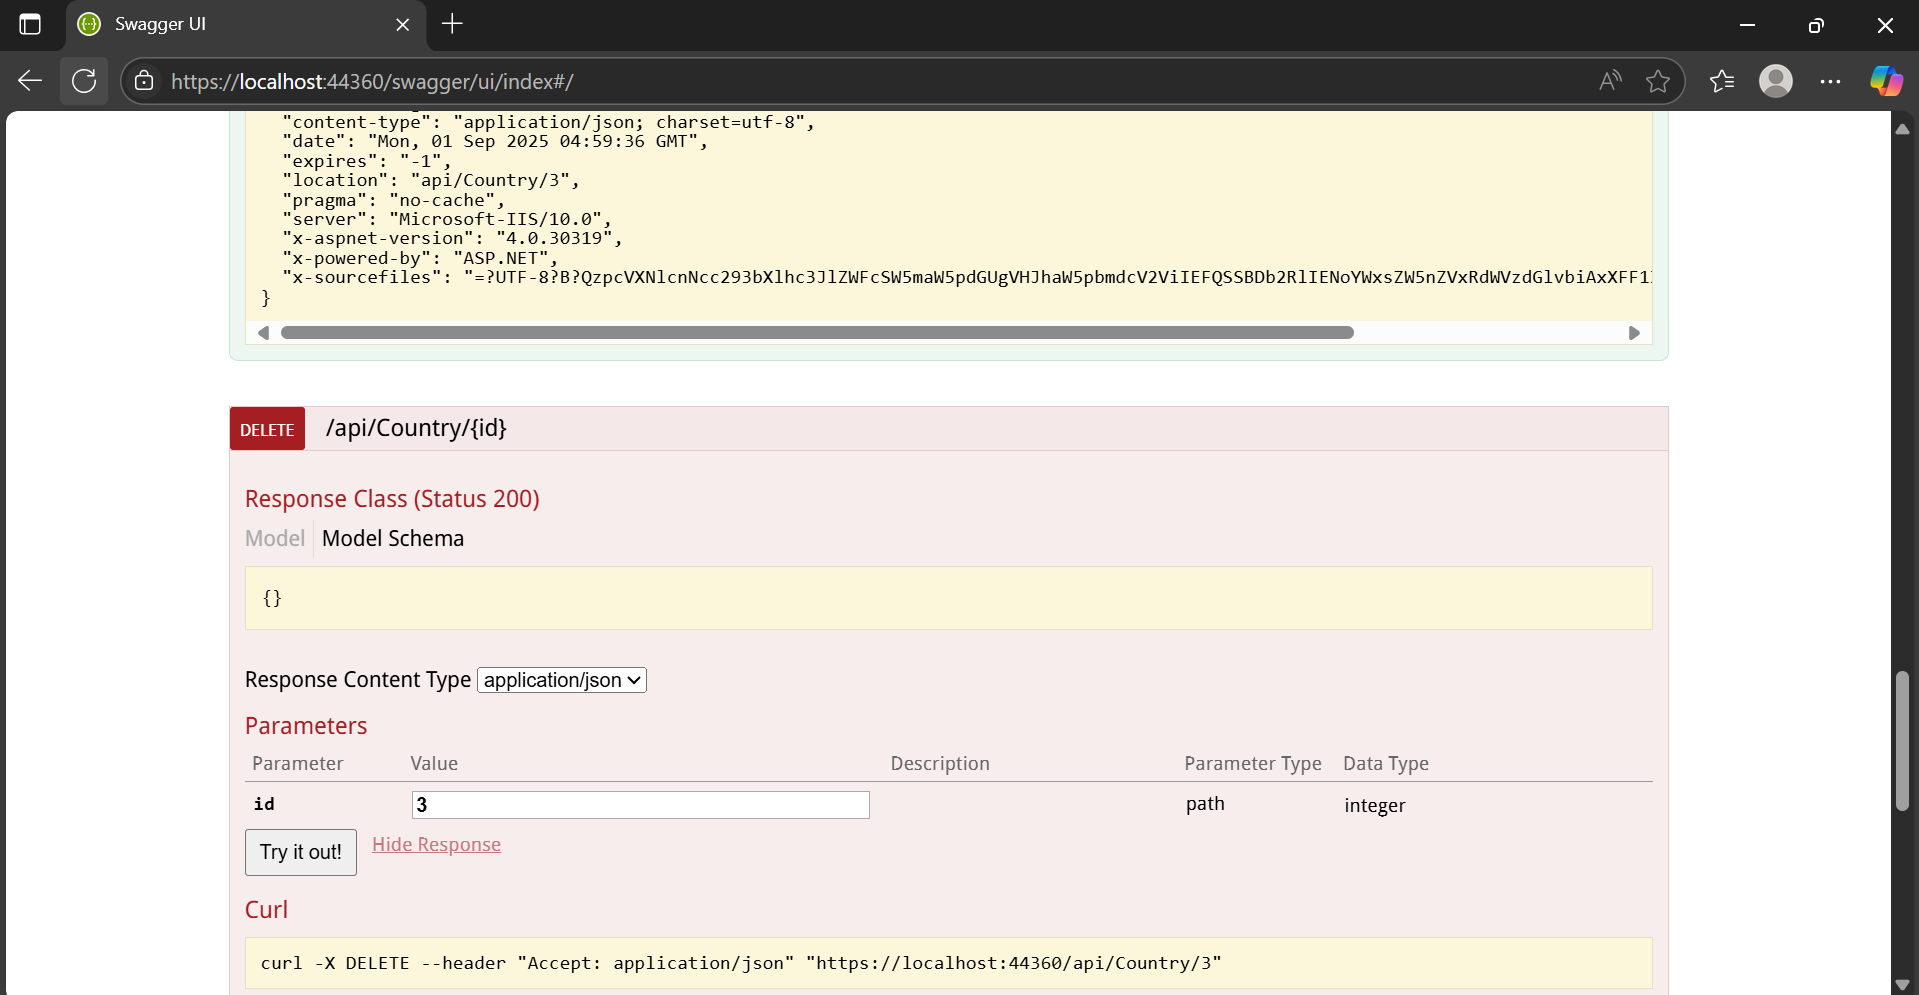 Swagger UI
https://localhost:44360/swagger/ui/index#/
"content-type": "application/json; charset=utf-8",
"date": "Mon, 01 Sep 2025 04:59:36 GMT",
"expires": "-1",
"location": "api/Country/3",
"pragma": "no-cache",
"server": "Microsoft-IIS/10.0",
"x-aspnet-version": "4.0.30319",
"x-powered-by": "ASP.NET",
"x-sourcefiles": "=?UTF-8?B?QzpcVXNlcnNcc293bXlhc3JlZWFcSW5maW5pdGUgVHJhaW5pbmdcV2ViIEFQSSBDb2RlIENoYWxsZW5nZVxRdWVzdGlvbiAxXFF1
}
DELETE /api/Country/{id}
Response Class (Status 200)
Model Model Schema
{}
Response Content Type application/json
Parameters
Parameter Value Description Parameter Type Data Type
id 3 path integer
Try it out! Hide Response
Curl
curl -X DELETE --header "Accept: application/json" "https://localhost:44360/api/Country/3"